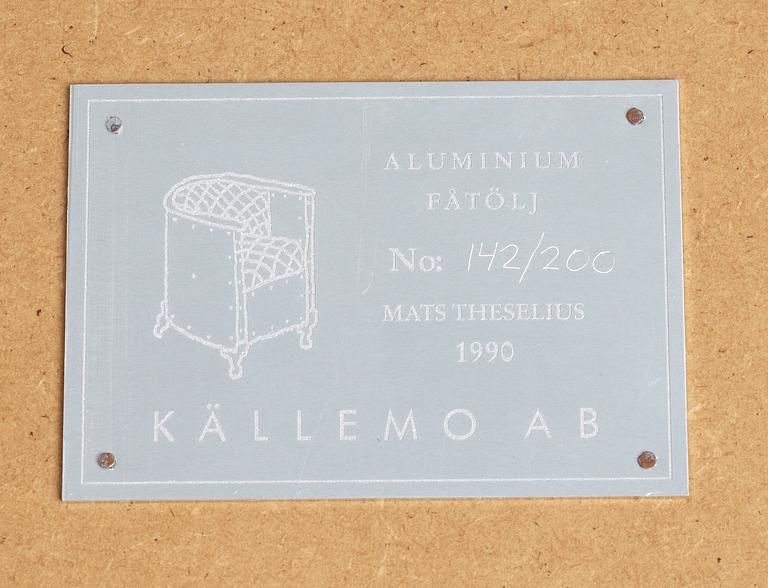 ALUMINIUM
FÅTÖLJ
No: 142/200
MATS THESELIUS
1990
KÄLLEMO AB